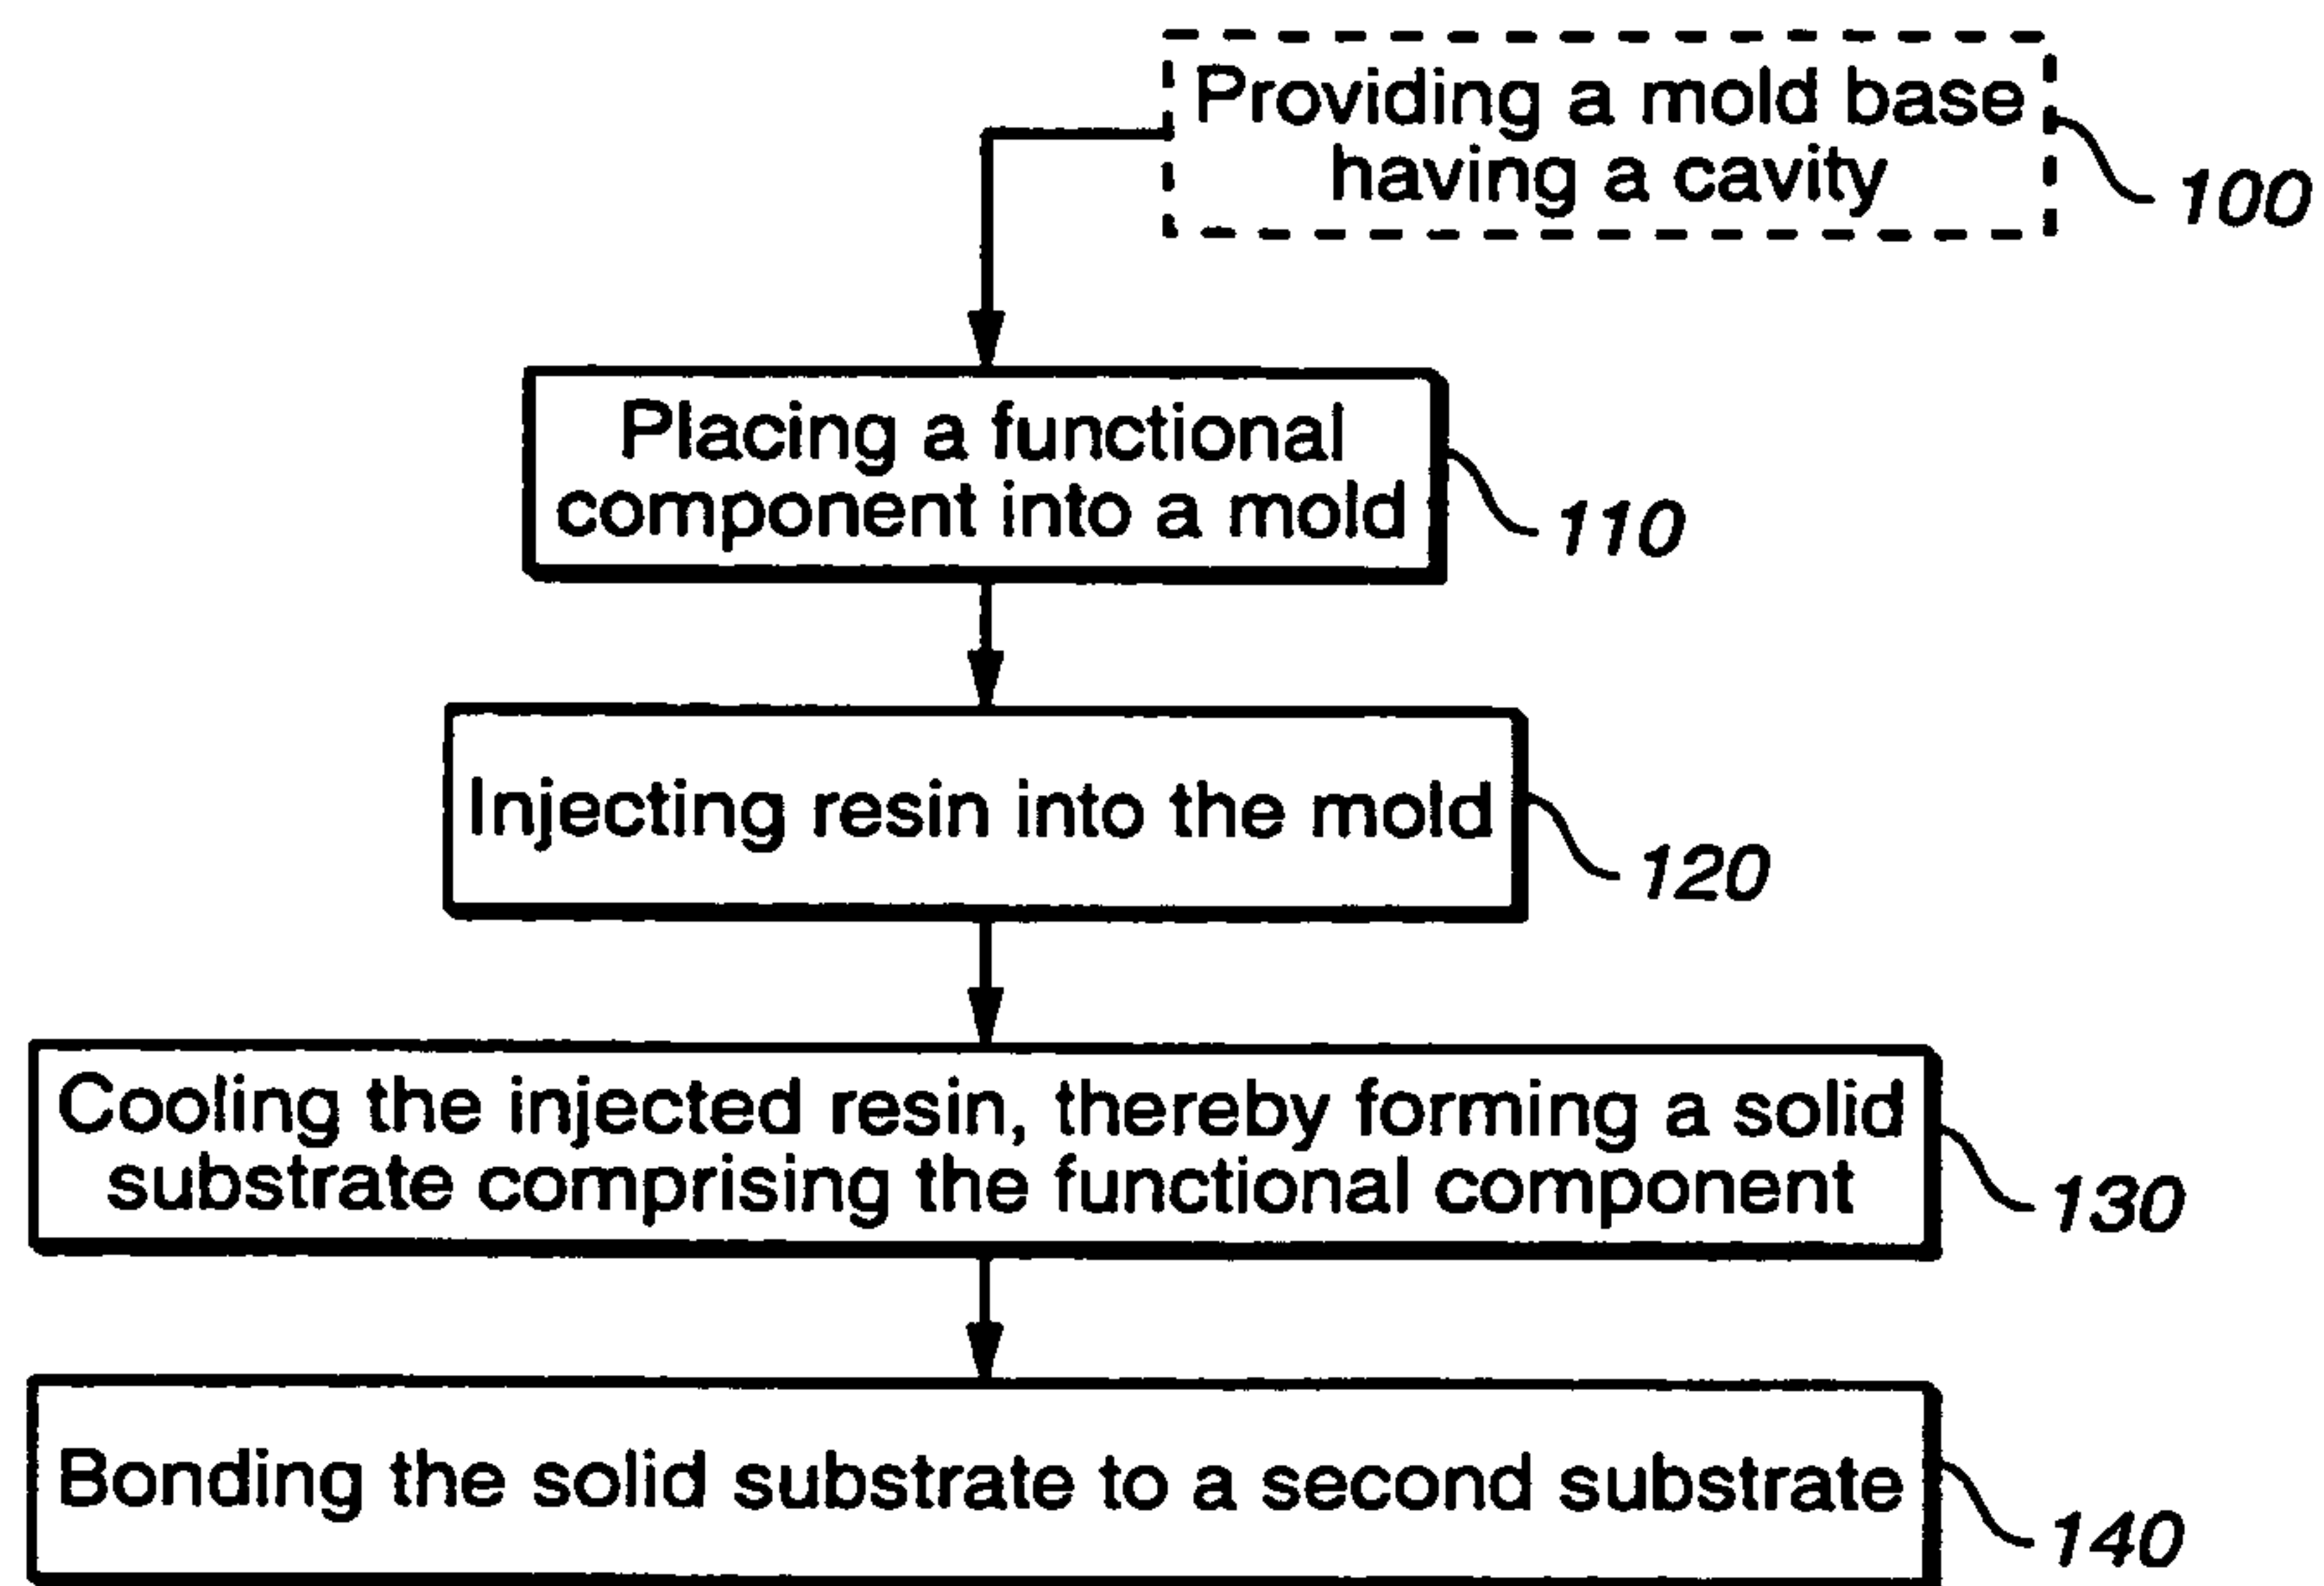 Providing a mold base
having a cavity
100
Placing a functional
component into a mold
110
Injecting resin into the mold
120
Cooling the injected resin, thereby forming a solid
substrate comprising the functional component
130
Bonding the solid substrate to a second substrate
140